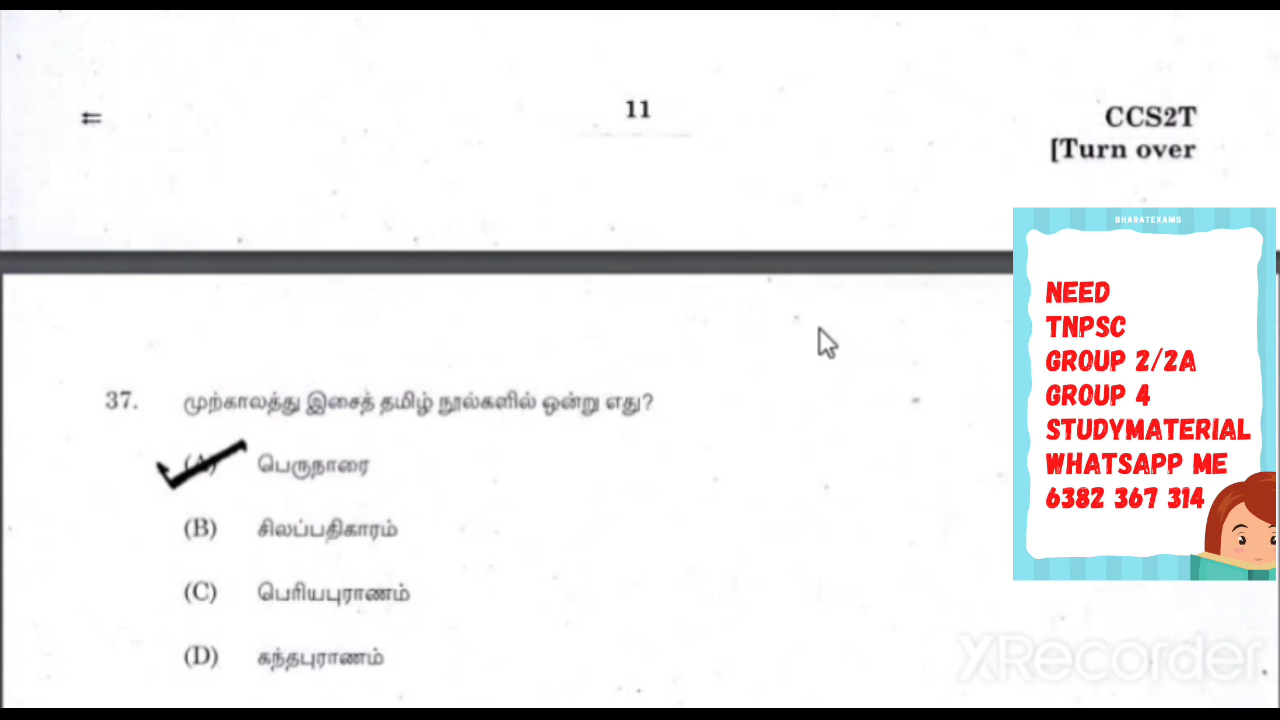 ⇇ 11 CCS2T
[Turn over
BHARATEXAMS
NEED
TNPSC
GROUP 2/2A
GROUP 4
STUDYMATERIAL
WHATSAPP ME
6382 367 314
37. முற்காலத்து இசைத் தமிழ் நூல்களில் ஒன்று எது?
(A) பெருநாரை
(B) சிலப்பதிகாரம்
(C) பெரியபுராணம்
(D) கந்தபுராணம்
XRecorder